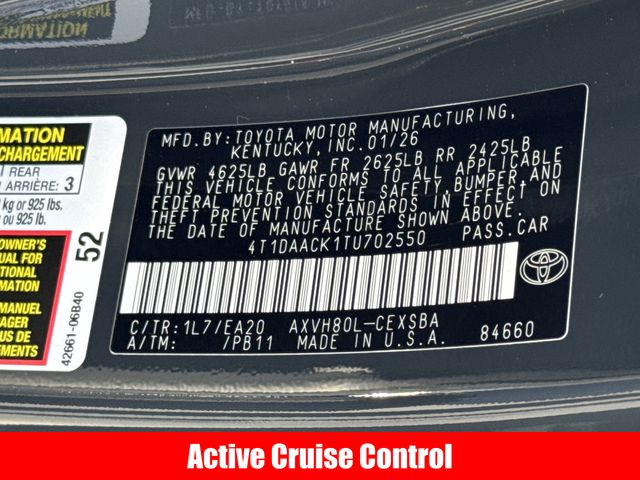 MFD.BY: TOYOTA MOTOR MANUFACTURING,
KENTUCKY, INC. 01/26
GVWR 4625LB GAWR FR 2625LB RR 2425LB
THIS VEHICLE CONFORMS TO ALL APPLICABLE
FEDERAL MOTOR VEHICLE SAFETY, BUMPER, AND
THEFT PREVENTION STANDARDS IN EFFECT ON
THE DATE OF MANUFACTURE SHOWN ABOVE.
4T1DAACK1TU702550 PASS.CAR
C/TR: 1L7/EA20 AXVH80L-CEXSBA
A/TM: /PB11 MADE IN U.S.A. 84660
TOYOTA
MATION
CHARGEMENT
REAR
ARRIÈRE: 3
kg or 925 lbs.
ou 925 lb.
OWNER'S
UAL FOR
ITIONAL
MATION
MANUEL
AGER
US
EMENTS
52
42661-06B40
Active Cruise Control